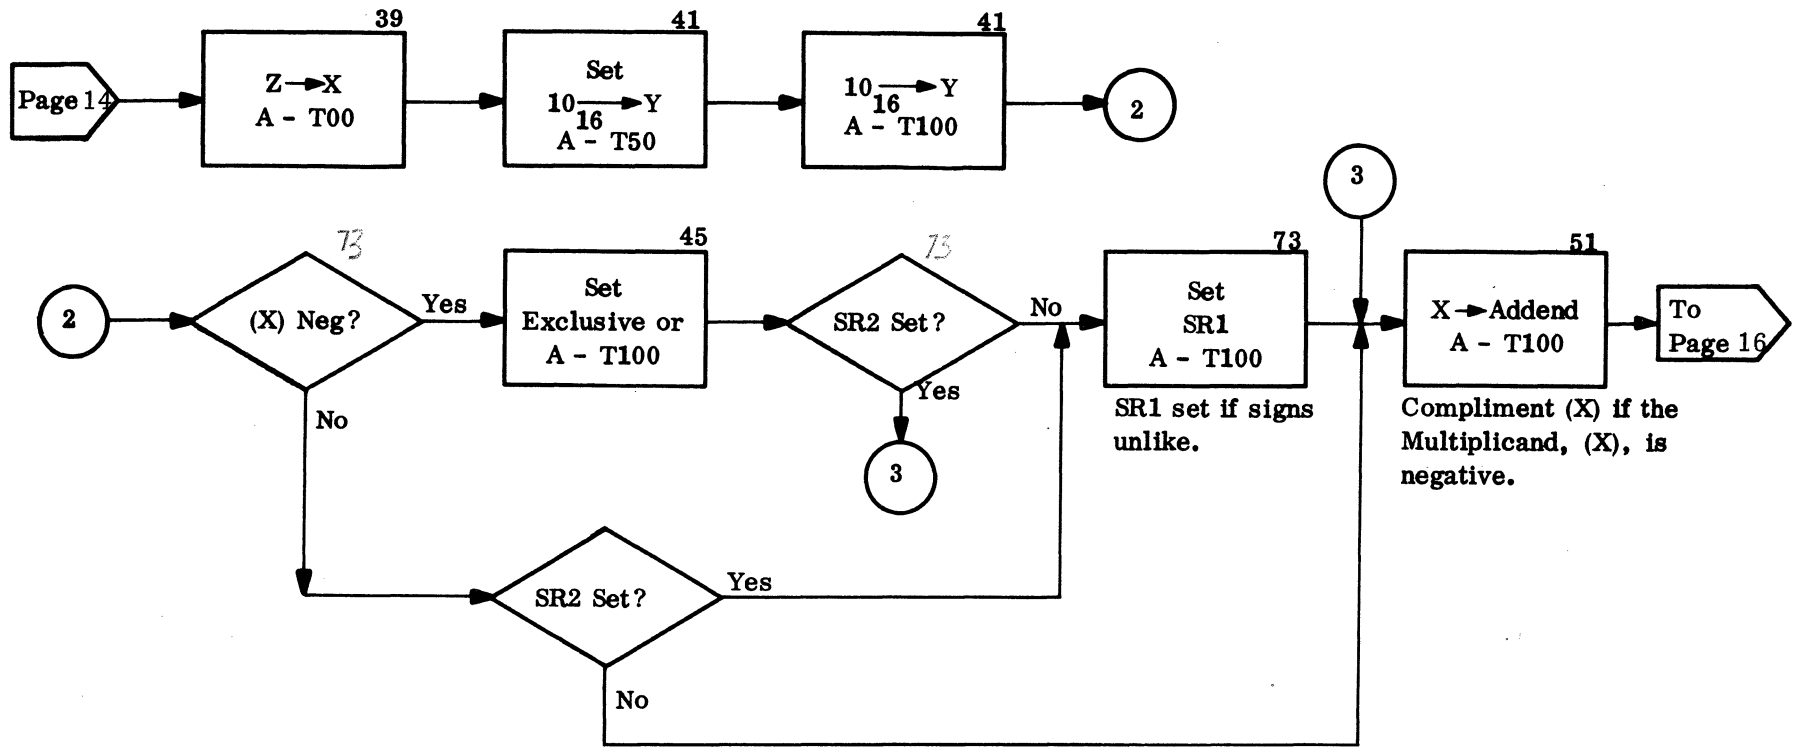 39
41
41
Page 14
Z → X
A - T00
Set
10 16 → Y
A - T50
10 16 → Y
A - T100
2
3
73
45
73
73
51
2
(X) Neg?
Yes
Set
Exclusive or
A - T100
SR2 Set?
No
Set
SR1
A - T100
X → Addend
A - T100
To
Page 16
Yes
No
3
SR1 set if signs
unlike.
Compliment (X) if the
Multiplicand, (X), is
negative.
SR2 Set?
Yes
No